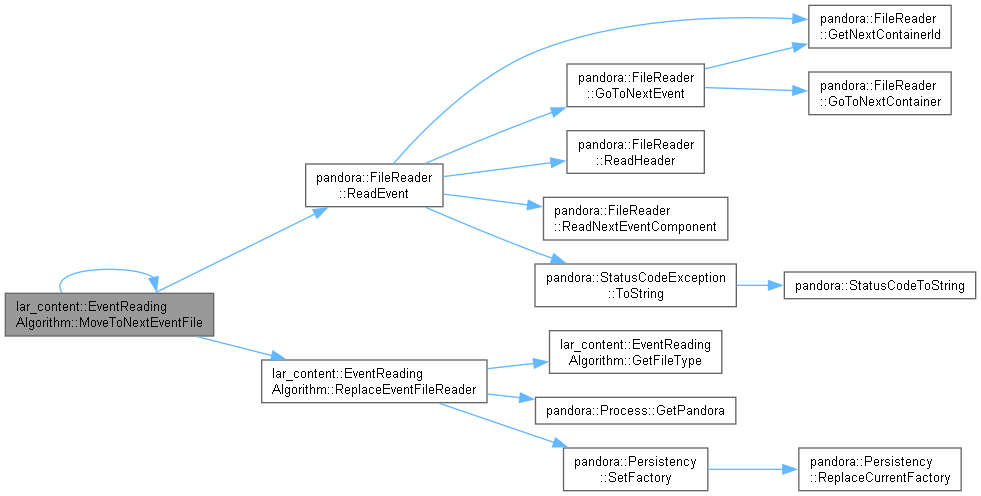 pandora::FileReader
::GetNextContainerId
pandora::FileReader
::GoToNextEvent
pandora::FileReader
::GoToNextContainer
pandora::FileReader
::ReadHeader
pandora::FileReader
::ReadEvent
pandora::FileReader
::ReadNextEventComponent
pandora::StatusCodeException
::ToString
pandora::StatusCodeToString
lar_content::EventReading
Algorithm::MoveToNextEventFile
lar_content::EventReading
Algorithm::GetFileType
lar_content::EventReading
Algorithm::ReplaceEventFileReader
pandora::Process::GetPandora
pandora::Persistency
::SetFactory
pandora::Persistency
::ReplaceCurrentFactory